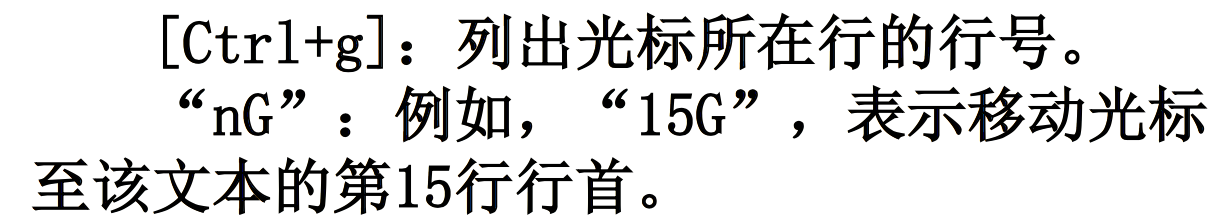 [Ctrl+g]：列出光标所在行的行号。
“nG”：例如，“15G”，表示移动光标
至该文本的第15行行首。